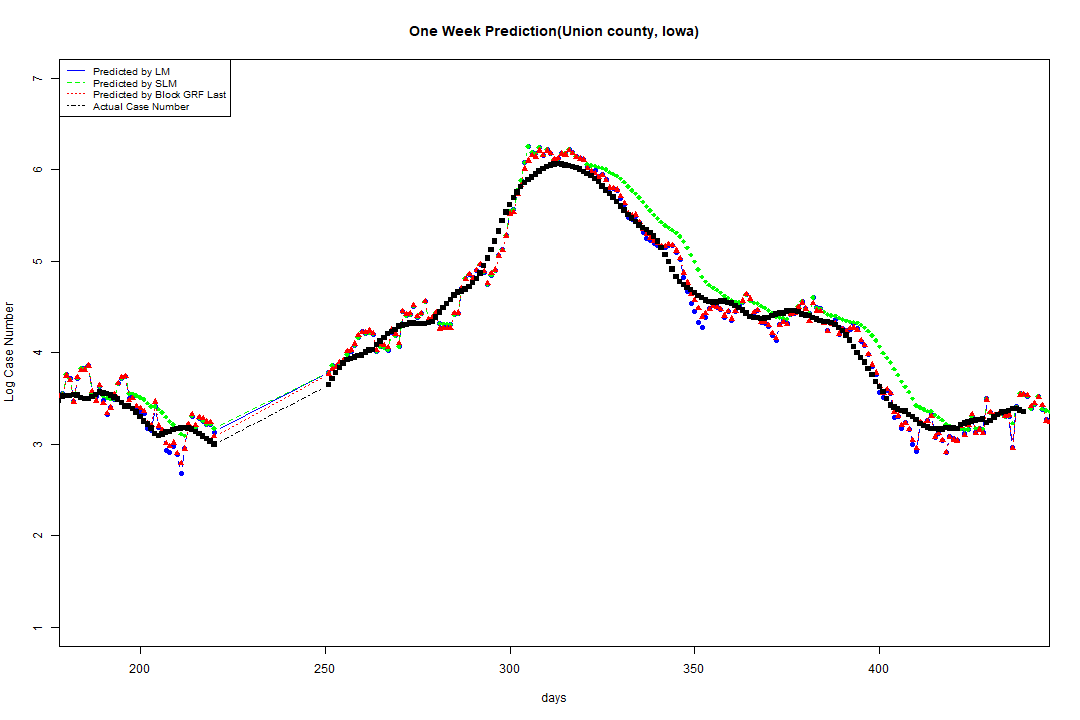 One Week Prediction(Union county, Iowa)
Predicted by LM
Predicted by SLM
Predicted by Block GRF Last
Actual Case Number
7
6
5
4
3
2
1
Log Case Number
200 250 300 350 400
days